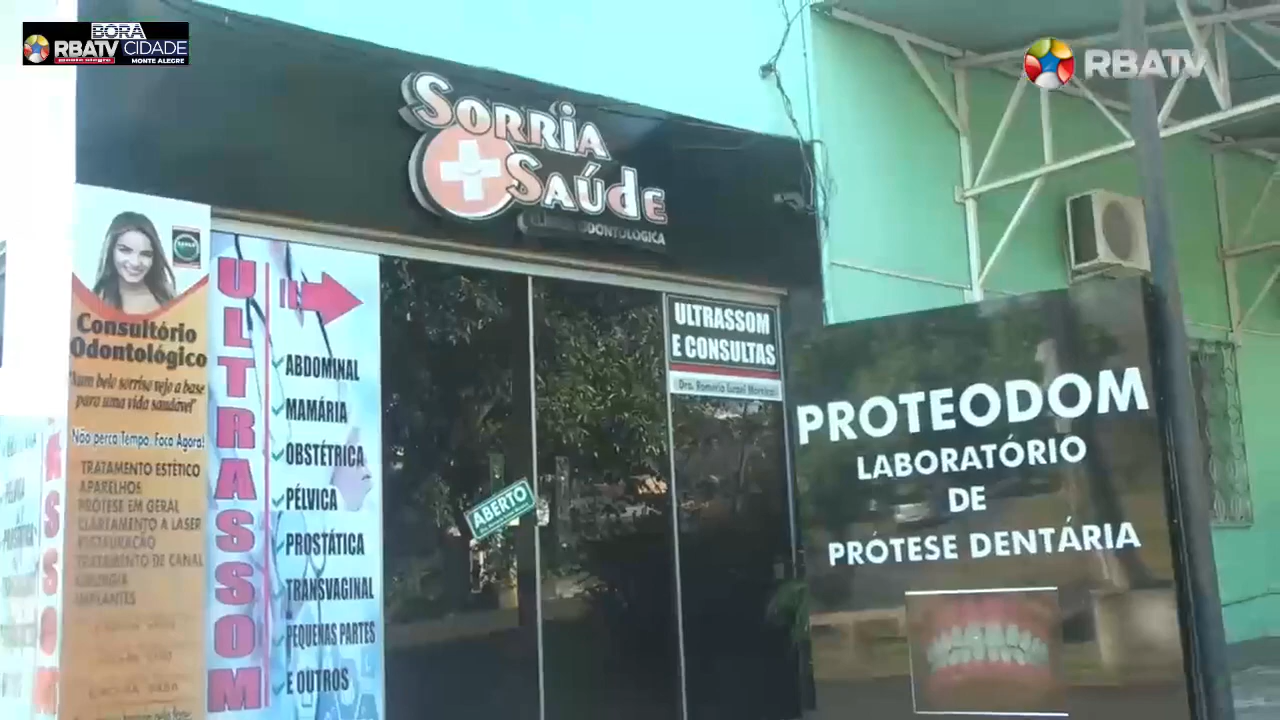 BORA
RBATV CIDADE
MONTE ALEGRE
RBATV
SORRIA
SAÚDE
ODONTOLÓGICA
Consultório
Odontológico
"Num belo sorriso vejo a base
para uma vida saudável"
Não perca Tempo. Faça Agora!
TRATAMENTO ESTÉTICO
APARELHOS
PRÓTESE EM GERAL
CLAREAMENTO A LASER
RESTAURAÇÃO
TRATAMENTO DE CANAL
CIRURGIA
IMPLANTES
ULTRASSOM
ABDOMINAL
MAMÁRIA
OBSTÉTRICA
PÉLVICA
PROSTÁTICA
TRANSVAGINAL
PEQUENAS PARTES
E OUTROS
ABERTO
ULTRASSOM
E CONSULTAS
PROTEODOM
LABORATÓRIO
DE
PRÓTESE DENTÁRIA